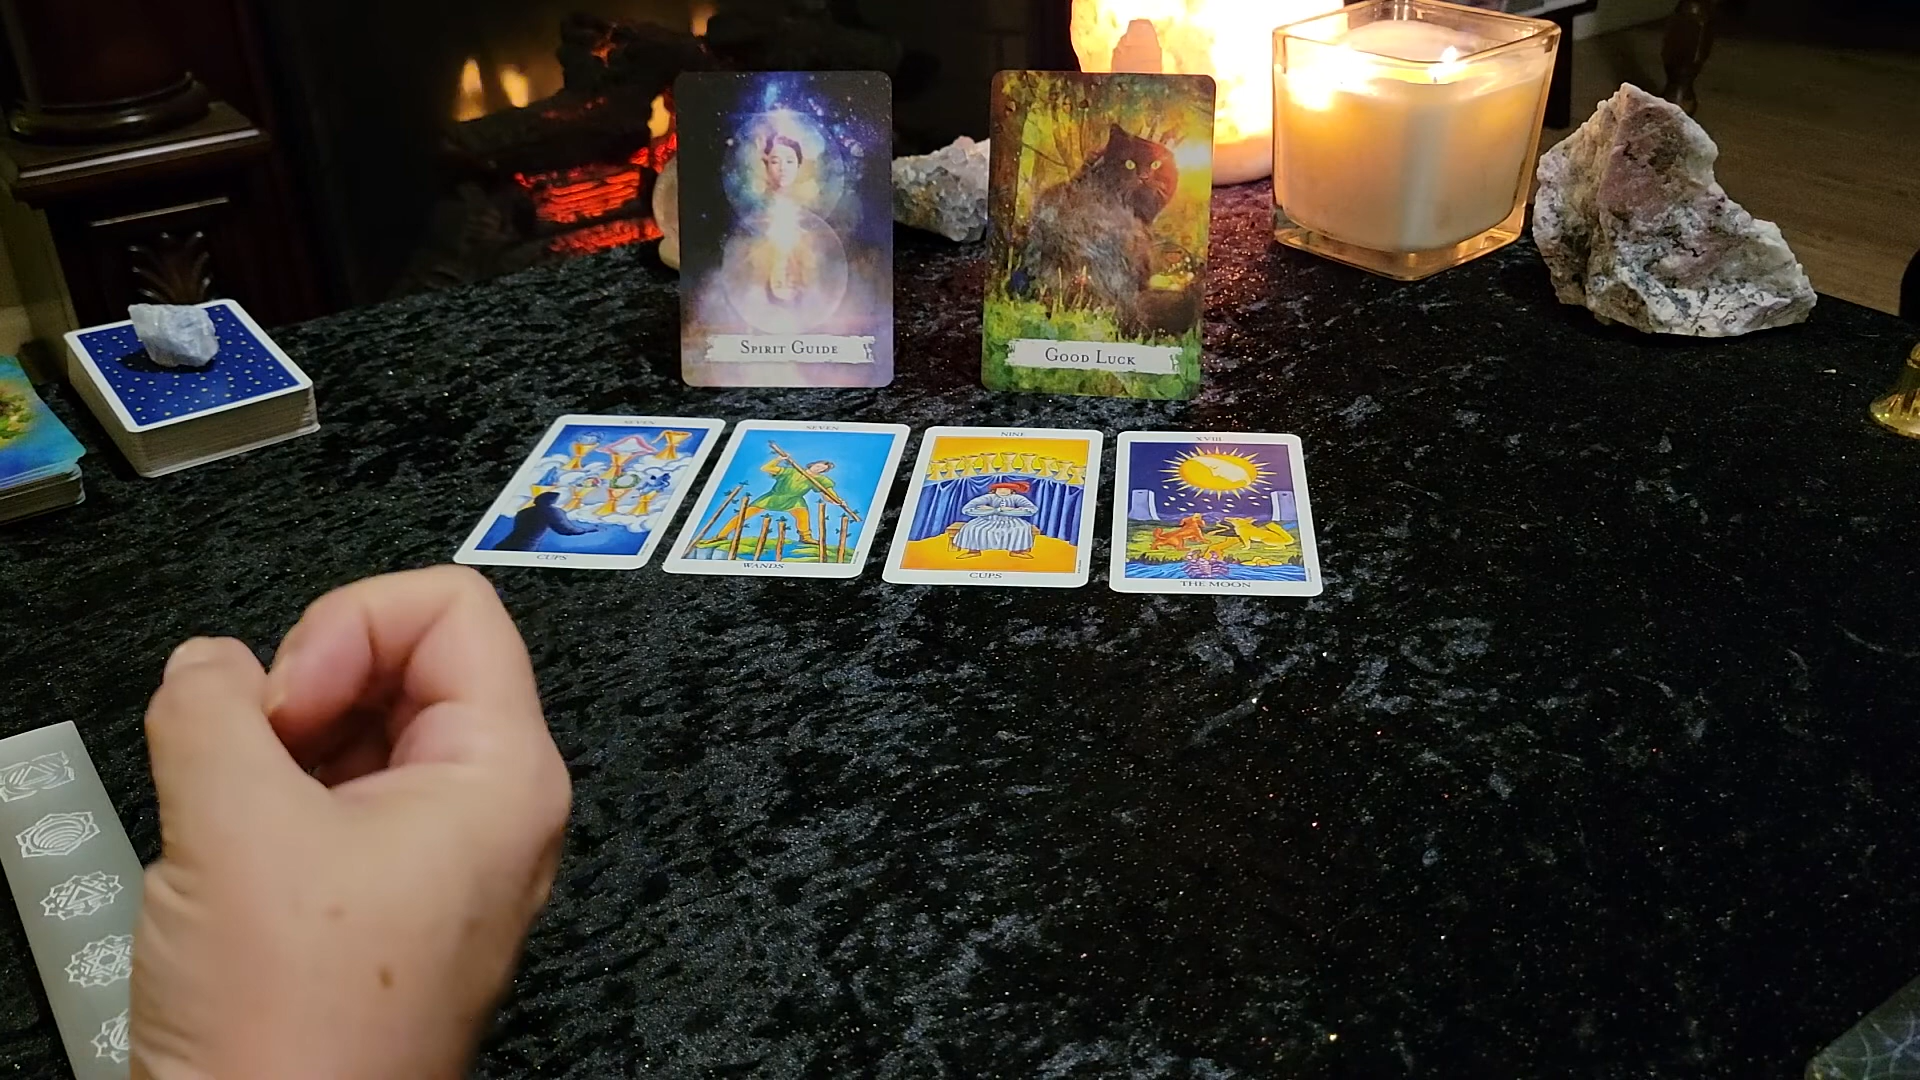 SPIRIT GUIDE
GOOD LUCK
SEVEN
CUPS
SEVEN
WANDS
NINE
CUPS
XVIII
THE MOON